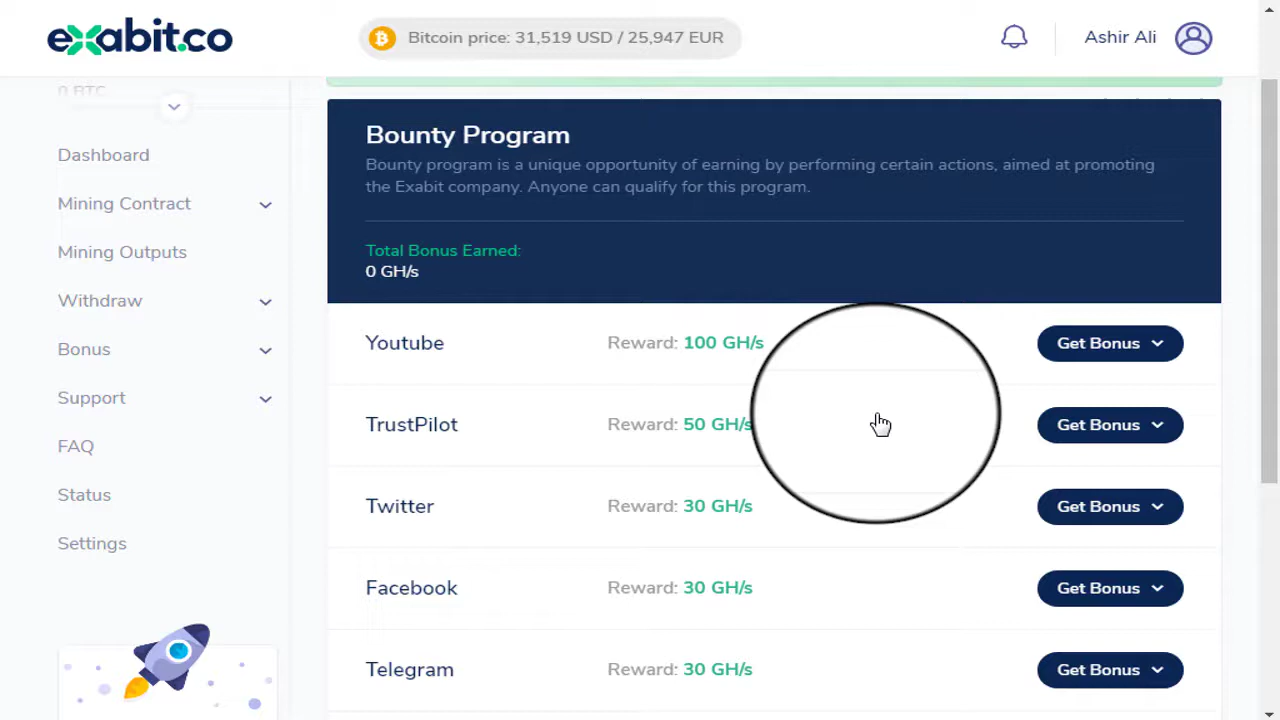 exabit.co
Bitcoin price: 31,519 USD / 25,947 EUR
Ashir Ali
0 BTC
Dashboard
Mining Contract
Mining Outputs
Withdraw
Bonus
Support
FAQ
Status
Settings
Bounty Program
Bounty program is a unique opportunity of earning by performing certain actions, aimed at promoting
the Exabit company. Anyone can qualify for this program.
Total Bonus Earned:
0 GH/s
Youtube Reward: 100 GH/s Get Bonus
TrustPilot Reward: 50 GH/s Get Bonus
Twitter Reward: 30 GH/s Get Bonus
Facebook Reward: 30 GH/s Get Bonus
Telegram Reward: 30 GH/s Get Bonus